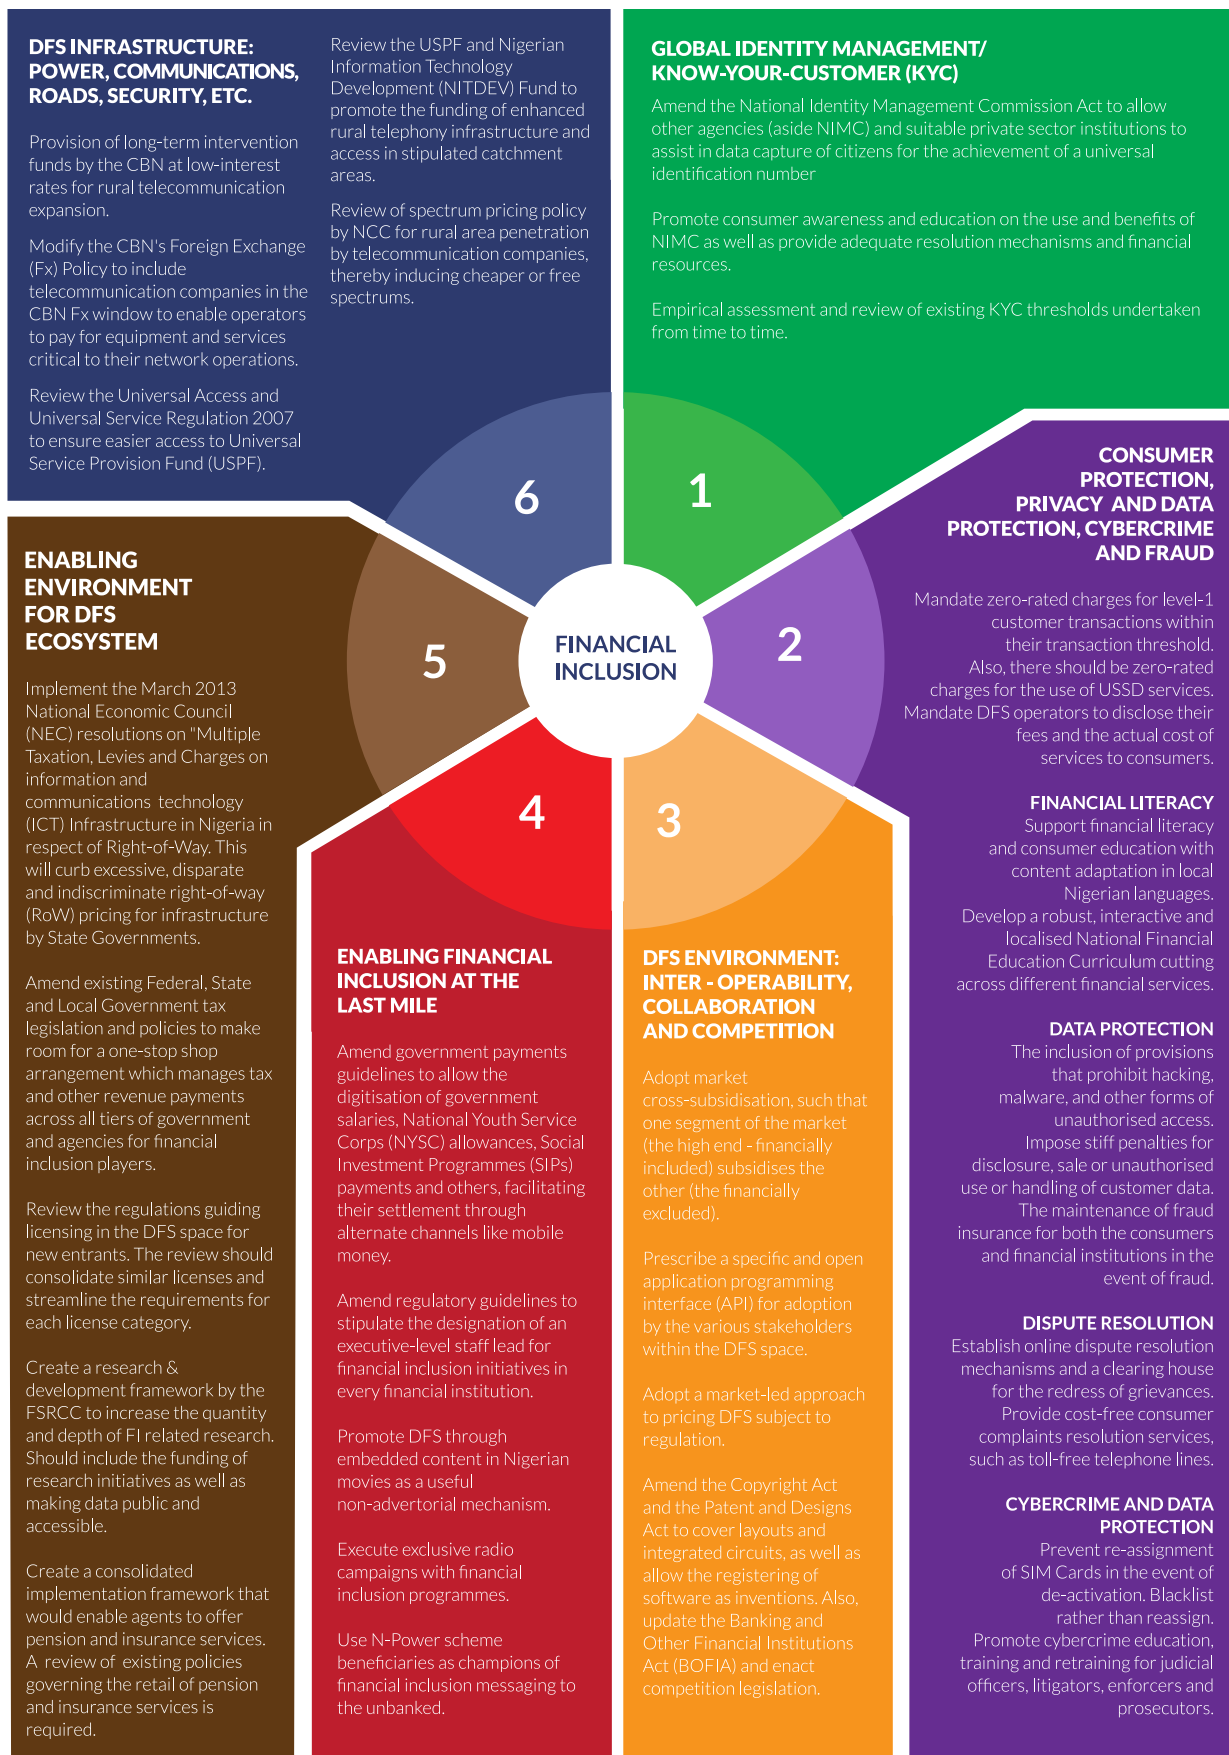 DFS INFRASTRUCTURE:
POWER, COMMUNICATIONS,
ROADS, SECURITY, ETC.
Provision of long-term intervention
funds by the CBN at low-interest
rates for rural telecommunication
expansion.
Modify the CBN's Foreign Exchange
(Fx) Policy to include
telecommunication companies in the
CBN Fx window to enable operators
to pay for equipment and services
critical to their network operations.
Review the Universal Access and
Universal Service Regulation 2007
to ensure easier access to Universal
Service Provision Fund (USPF).
Review the USPF and Nigerian
Information Technology
Development (NITDEV) Fund to
promote the funding of enhanced
rural telephony infrastructure and
access in stipulated catchment
areas.
Review of spectrum pricing policy
by NCC for rural area penetration
by telecommunication companies,
thereby inducing cheaper or free
spectrums.
GLOBAL IDENTITY MANAGEMENT/
KNOW-YOUR-CUSTOMER (KYC)
Amend the National Identity Management Commission Act to allow
other agencies (aside NIMC) and suitable private sector institutions to
assist in data capture of citizens for the achievement of a universal
identification number
Promote consumer awareness and education on the use and benefits of
NIMC as well as provide adequate resolution mechanisms and financial
resources.
Empirical assessment and review of existing KYC thresholds undertaken
from time to time.
6
1
5
FINANCIAL
INCLUSION
2
4
3
CONSUMER
PROTECTION,
PRIVACY AND DATA
PROTECTION, CYBERCRIME
AND FRAUD
Mandate zero-rated charges for level-1
customer transactions within
their transaction threshold.
Also, there should be zero-rated
charges for the use of USSD services.
Mandate DFS operators to disclose their
fees and the actual cost of
services to consumers.
FINANCIAL LITERACY
Support financial literacy
and consumer education with
content adaptation in local
Nigerian languages.
Develop a robust, interactive and
localised National Financial
Education Curriculum cutting
across different financial services.
DATA PROTECTION
The inclusion of provisions
that prohibit hacking,
malware, and other forms of
unauthorised access.
Impose stiff penalties for
disclosure, sale or unauthorised
use or handling of customer data.
The maintenance of fraud
insurance for both the consumers
and financial institutions in the
event of fraud.
DISPUTE RESOLUTION
Establish online dispute resolution
mechanisms and a clearing house
for the redress of grievances.
Provide cost-free consumer
complaints resolution services,
such as toll-free telephone lines.
CYBERCRIME AND DATA
PROTECTION
Prevent re-assignment
of SIM Cards in the event of
de-activation. Blacklist
rather than reassign.
Promote cybercrime education,
training and retraining for judicial
officers, litigators, enforcers and
prosecutors.
ENABLING
ENVIRONMENT
FOR DFS
ECOSYSTEM
Implement the March 2013
National Economic Council
(NEC) resolutions on "Multiple
Taxation, Levies and Charges on
information and
communications technology
(ICT) Infrastructure in Nigeria in
respect of Right-of-Way. This
will curb excessive, disparate
and indiscriminate right-of-way
(RoW) pricing for infrastructure
by State Governments.
Amend existing Federal, State
and Local Government tax
legislation and policies to make
room for a one-stop shop
arrangement which manages tax
and other revenue payments
across all tiers of government
and agencies for financial
inclusion players.
Review the regulations guiding
licensing in the DFS space for
new entrants. The review should
consolidate similar licenses and
streamline the requirements for
each license category.
Create a research &
development framework by the
FSRCC to increase the quantity
and depth of FI related research.
Should include the funding of
research initiatives as well as
making data public and
accessible.
Create a consolidated
implementation framework that
would enable agents to offer
pension and insurance services.
A review of existing policies
governing the retail of pension
and insurance services is
required.
ENABLING FINANCIAL
INCLUSION AT THE
LAST MILE
Amend government payments
guidelines to allow the
digitisation of government
salaries, National Youth Service
Corps (NYSC) allowances, Social
Investment Programmes (SIPs)
payments and others, facilitating
their settlement through
alternate channels like mobile
money.
Amend regulatory guidelines to
stipulate the designation of an
executive-level staff lead for
financial inclusion initiatives in
every financial institution.
Promote DFS through
embedded content in Nigerian
movies as a useful
non-advertorial mechanism.
Execute exclusive radio
campaigns with financial
inclusion programmes.
Use N-Power scheme
beneficiaries as champions of
financial inclusion messaging to
the unbanked.
DFS ENVIRONMENT:
INTER - OPERABILITY,
COLLABORATION
AND COMPETITION
Adopt market
cross-subsidisation, such that
one segment of the market
(the high end - financially
included) subsidises the
other (the financially
excluded).
Prescribe a specific and open
application programming
interface (API) for adoption
by the various stakeholders
within the DFS space.
Adopt a market-led approach
to pricing DFS subject to
regulation.
Amend the Copyright Act
and the Patent and Designs
Act to cover layouts and
integrated circuits, as well as
allow the registering of
software as inventions. Also,
update the Banking and
Other Financial Institutions
Act (BOFIA) and enact
competition legislation.